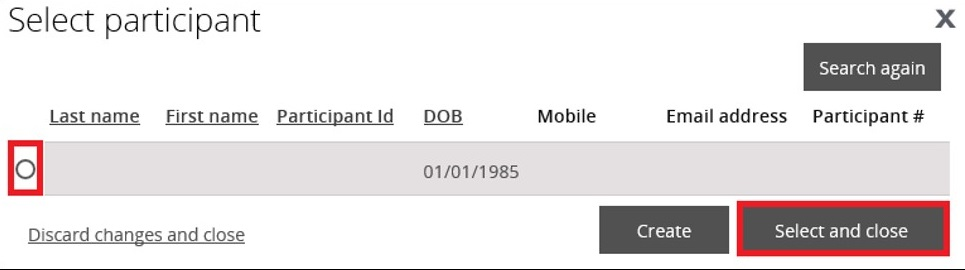 Select participant X
Search again
Last name First name Participant Id DOB Mobile Email address Participant #
01/01/1985
Discard changes and close Create Select and close